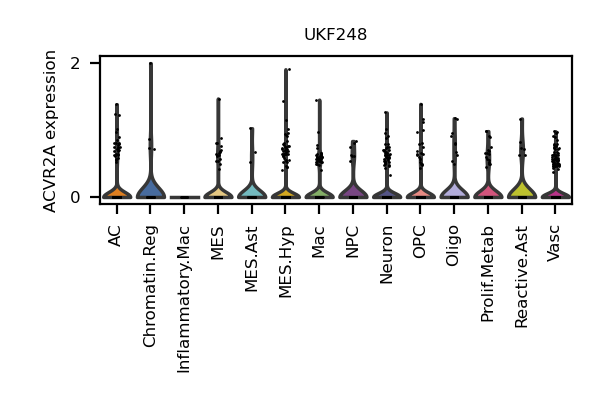 UKF248
ACVR2A expression
2
0
AC
Chromatin.Reg
Inflammatory.Mac
MES
MES.Ast
MES.Hyp
Mac
NPC
Neuron
OPC
Oligo
Prolif.Metab
Reactive.Ast
Vasc